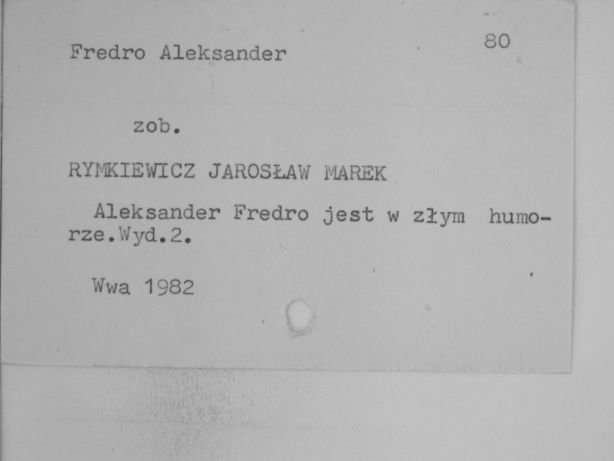 Fredro Aleksander 80
zob.
RYMKIEWICZ JAROSŁAW MAREK
Aleksander Fredro jest w złym humo-
rze.Wyd.2.
Wwa 1982